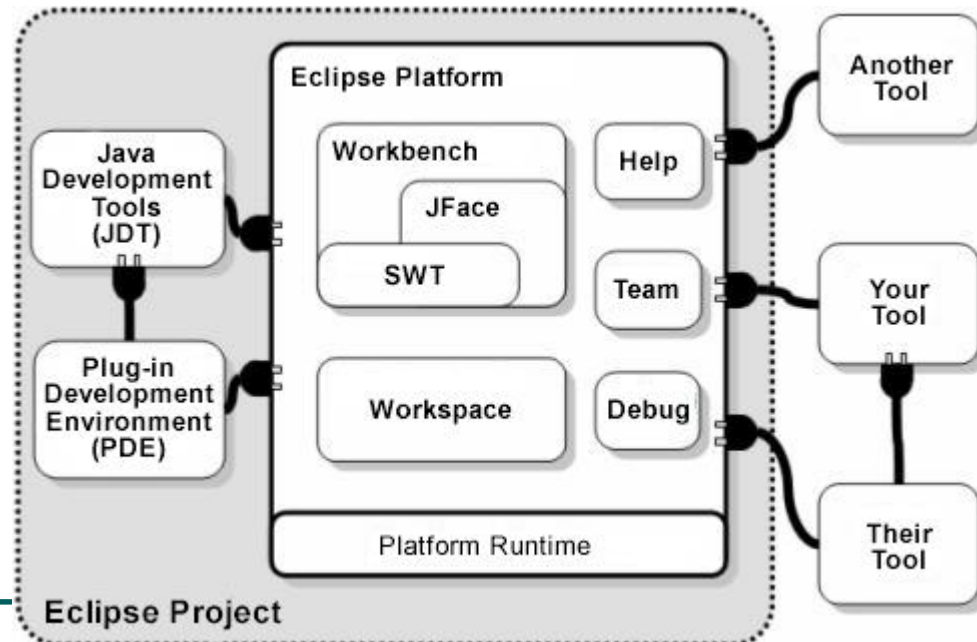 Eclipse Platform
Another
Tool
Java
Development
Tools
(JDT)
Workbench
JFace
SWT
Help
Team
Your
Tool
Plug-in
Development
Environment
(PDE)
Workspace
Debug
Their
Tool
Platform Runtime
Eclipse Project